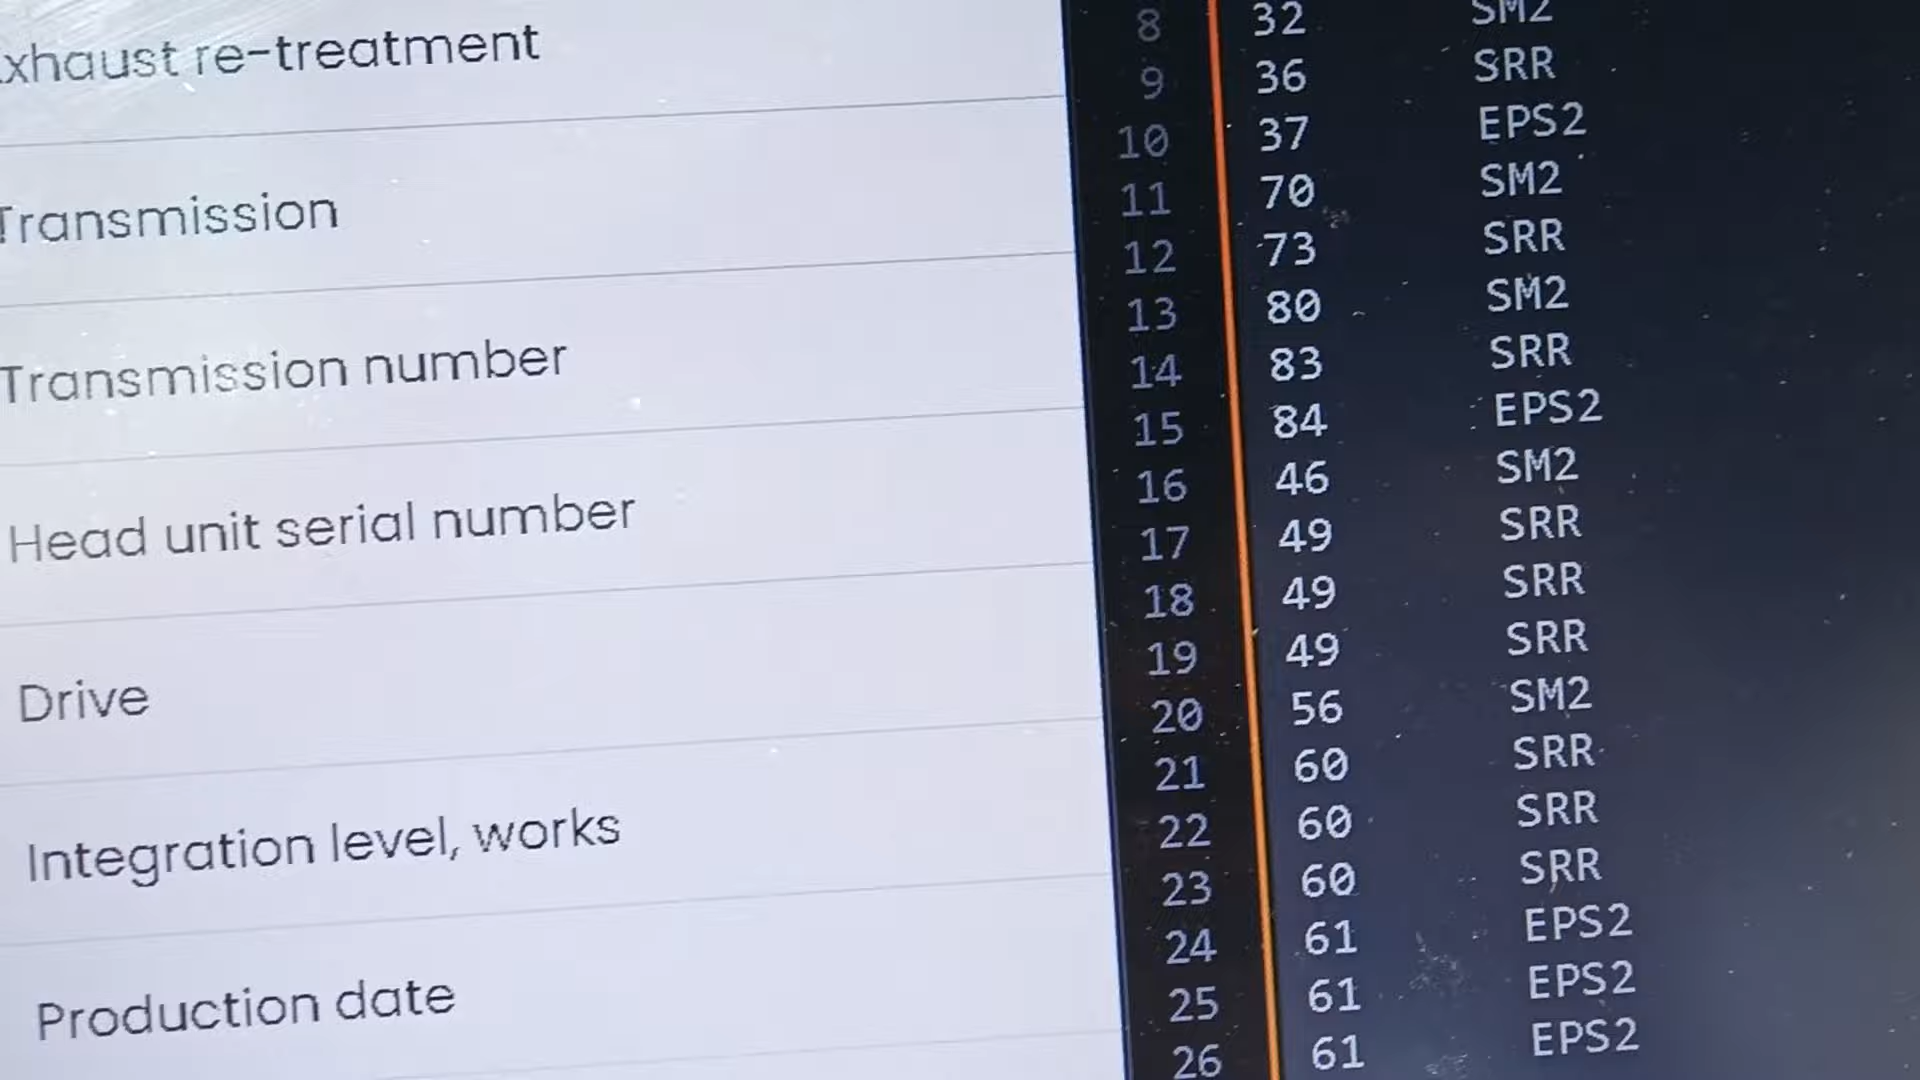 xhaust re-treatment
Transmission
Transmission number
Head unit serial number
Drive
Integration level, works
Production date
8 32 SM2
9 36 SRR
10 37 EPS2
11 70 SM2
12 73 SRR
13 80 SM2
14 83 SRR
15 84 EPS2
16 46 SM2
17 49 SRR
18 49 SRR
19 49 SRR
20 56 SM2
21 60 SRR
22 60 SRR
23 60 SRR
24 61 EPS2
25 61 EPS2
26 61 EPS2